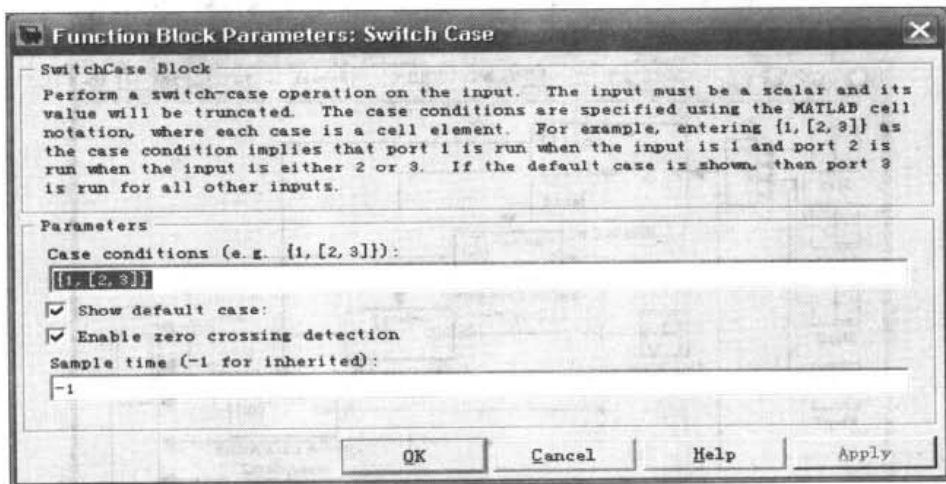 Function Block Parameters: Switch Case
SwitchCase Block
Perform a switch-case operation on the input. The input must be a scalar and its
value will be truncated. The case conditions are specified using the MATLAB cell
notation, where each case is a cell element. For example, entering {1, [2, 3]} as
the case condition implies that port 1 is run when the input is 1 and port 2 is
run when the input is either 2 or 3. If the default case is shown, then port 3
is run for all other inputs.
Parameters
Case conditions (e.g. {1, [2, 3]}):
{1, [2, 3]}
Show default case:
Enable zero crossing detection
Sample time (-1 for inherited):
-1
OK Cancel Help Apply